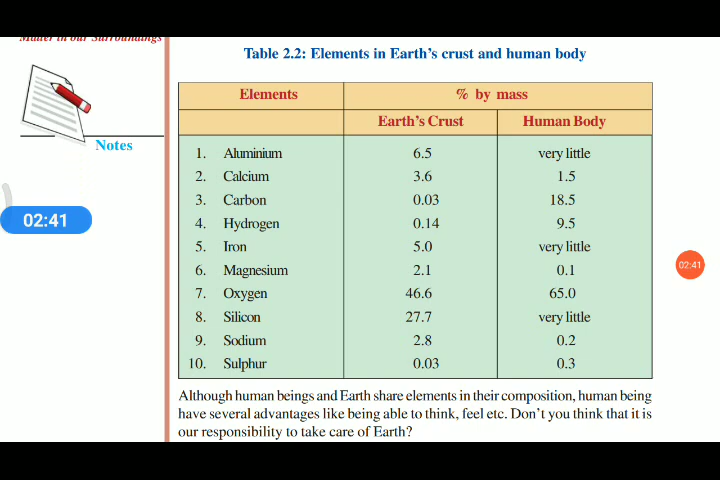 Matter in our Surroundings
Table 2.2: Elements in Earth's crust and human body
Notes
Elements % by mass
Earth's Crust Human Body
1. Aluminium 6.5 very little
2. Calcium 3.6 1.5
3. Carbon 0.03 18.5
4. Hydrogen 0.14 9.5
5. Iron 5.0 very little
6. Magnesium 2.1 0.1
7. Oxygen 46.6 65.0
8. Silicon 27.7 very little
9. Sodium 2.8 0.2
10. Sulphur 0.03 0.3
02:41
02:41
Although human beings and Earth share elements in their composition, human being
have several advantages like being able to think, feel etc. Don't you think that it is
our responsibility to take care of Earth?